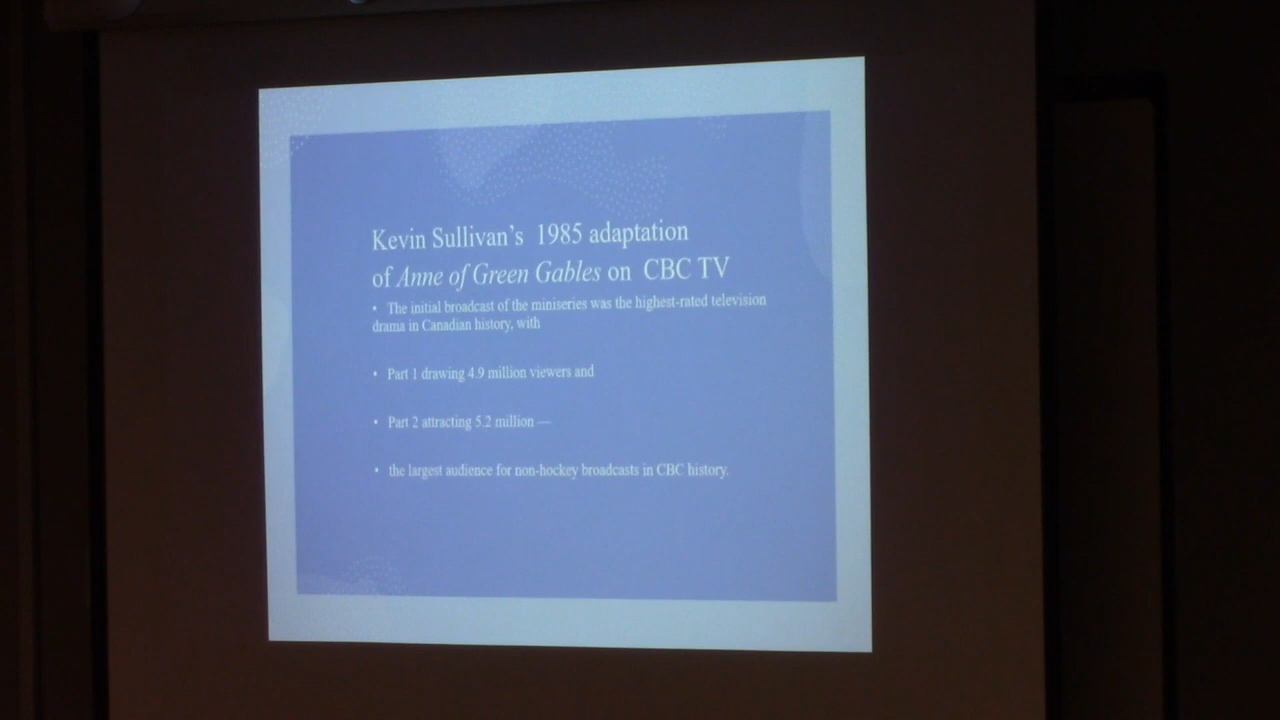 Kevin Sullivan’s 1985 adaptation
of Anne of Green Gables on CBC TV
• The initial broadcast of the miniseries was the highest-rated television
drama in Canadian history, with
• Part 1 drawing 4.9 million viewers and
• Part 2 attracting 5.2 million —
• the largest audience for non-hockey broadcasts in CBC history.